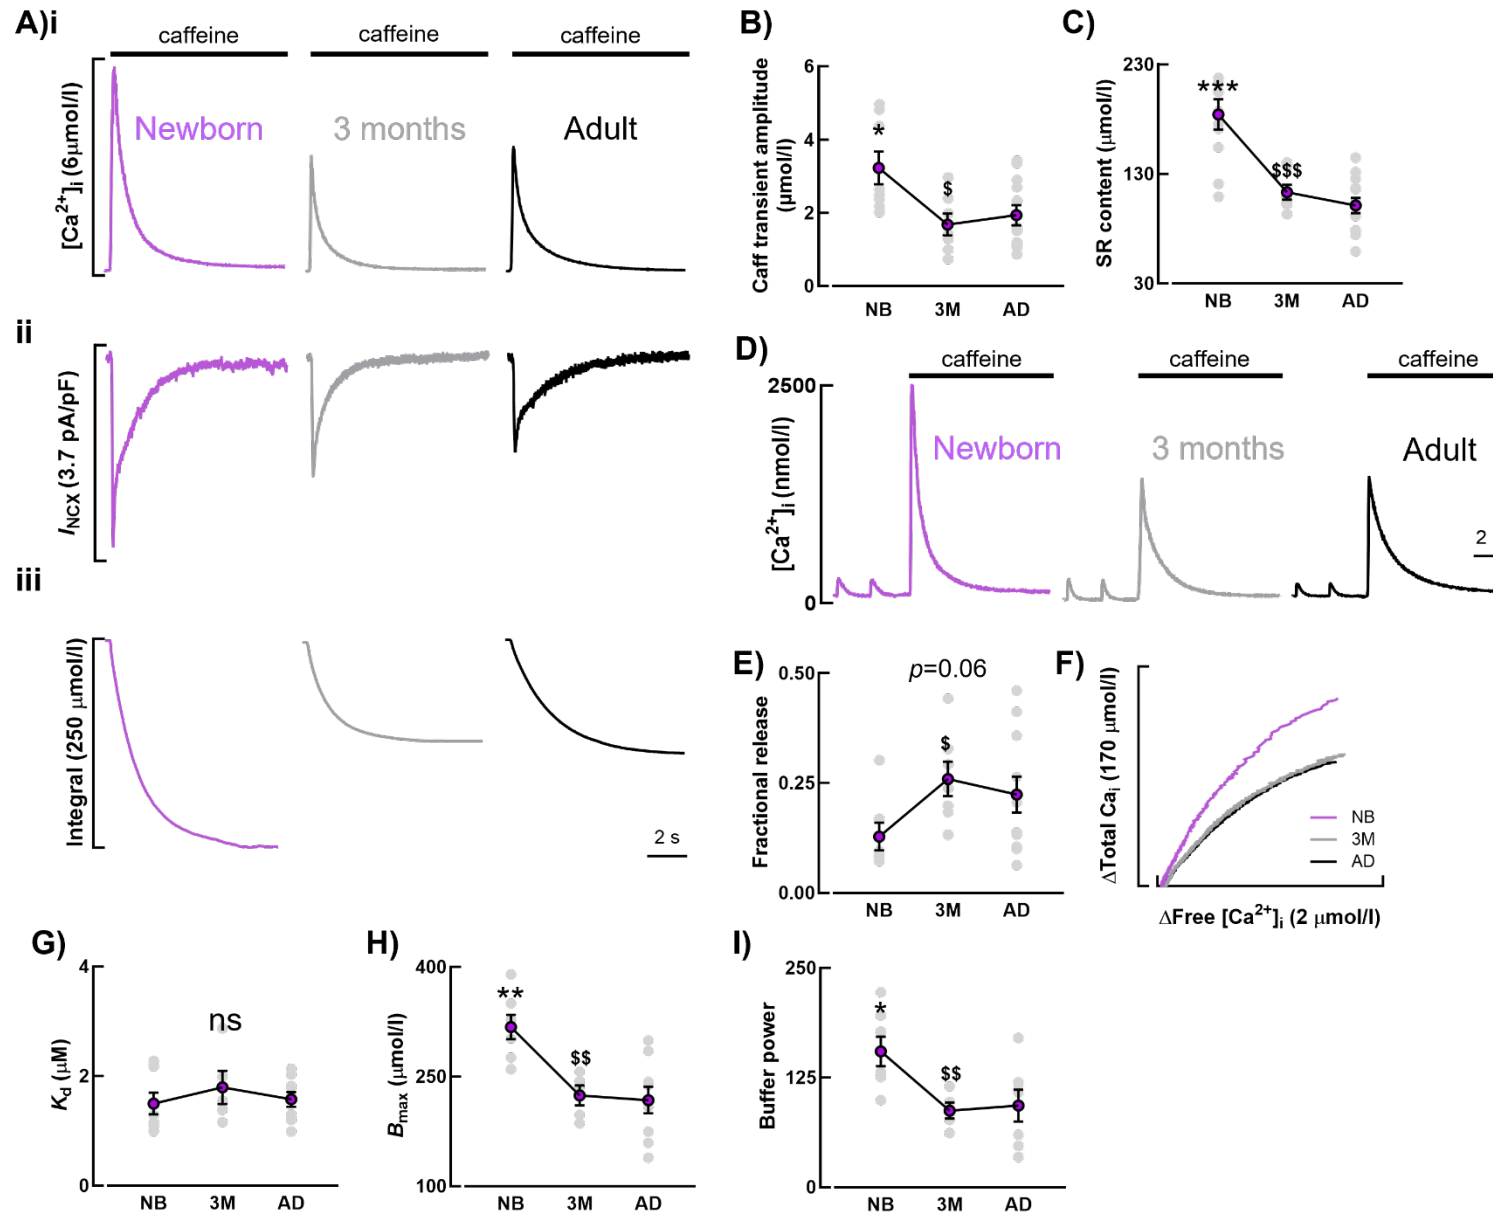 A)i
caffeine
caffeine
caffeine
[Ca²⁺]ᵢ (6μmol/l)
Newborn
3 months
Adult
ii
I_NCX (3.7 pA/pF)
iii
Integral (250 μmol/l)
2 s
B)
Caff transient amplitude
(μmol/l)
6
4
2
0
*
$
NB
3M
AD
C)
SR content (μmol/l)
230
130
30
***
$$$
NB
3M
AD
D)
caffeine
caffeine
caffeine
[Ca²⁺]ᵢ (nmol/l)
2500
0
Newborn
3 months
Adult
2
E)
Fractional release
0.50
0.25
0.00
p=0.06
$
NB
3M
AD
F)
ΔTotal Caᵢ (170 μmol/l)
NB
3M
AD
ΔFree [Ca²⁺]ᵢ (2 μmol/l)
G)
K_d (μM)
4
2
0
ns
NB
3M
AD
H)
B_max (μmol/l)
400
250
100
**
$$
NB
3M
AD
I)
Buffer power
250
125
0
*
$$
NB
3M
AD